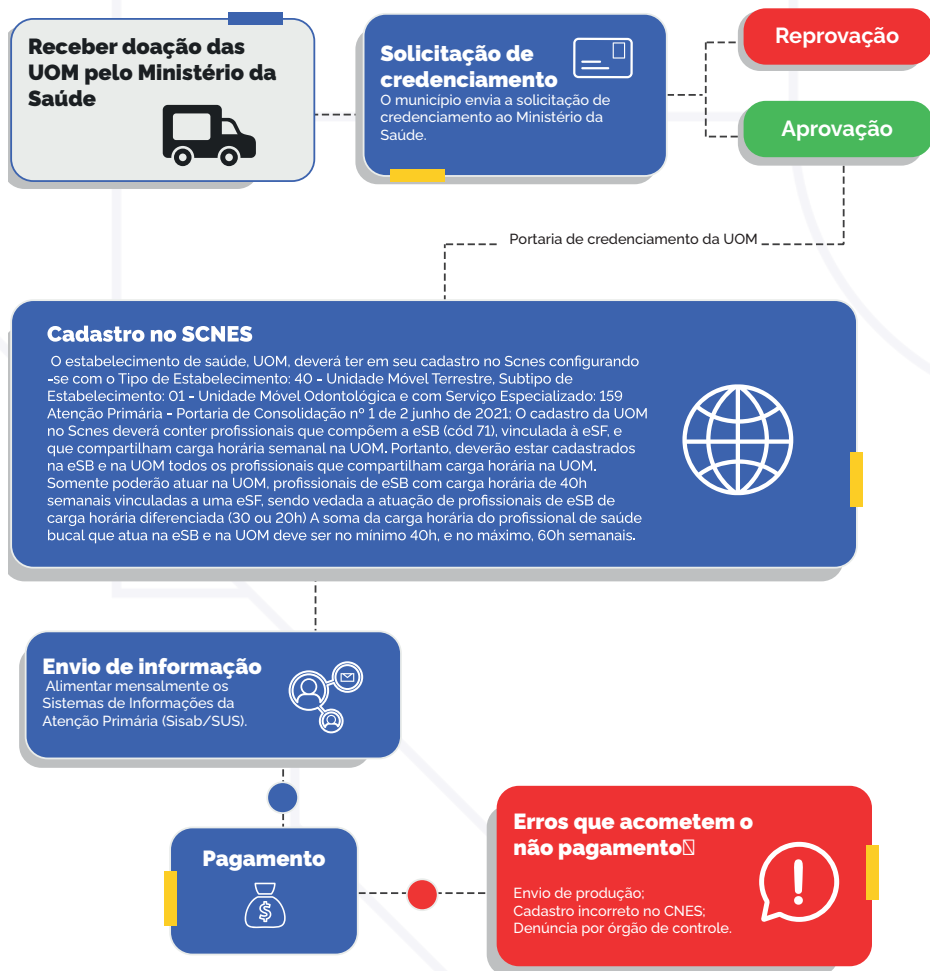 Receber doação das
UOM pelo Ministério da
Saúde
Solicitação de
credenciamento
O município envia a solicitação de
credenciamento ao Ministério da
Saúde.
Reprovação
Aprovação
Portaria de credenciamento da UOM
Cadastro no SCNES
O estabelecimento de saúde, UOM, deverá ter em seu cadastro no Scnes configurando
-se com o Tipo de Estabelecimento: 40 - Unidade Móvel Terrestre, Subtipo de
Estabelecimento: 01 - Unidade Móvel Odontológica e com Serviço Especializado: 159
Atenção Primária - Portaria de Consolidação nº 1 de 2 junho de 2021; O cadastro da UOM
no Scnes deverá conter profissionais que compõem a eSB (cód 71), vinculada à eSF, e
que compartilham carga horária semanal na UOM. Portanto, deverão estar cadastrados
na eSB e na UOM todos os profissionais que compartilham carga horária na UOM.
Somente poderão atuar na UOM, profissionais de eSB com carga horária de 40h
semanais vinculadas a uma eSF, sendo vedada a atuação de profissionais de eSB de
carga horária diferenciada (30 ou 20h) A soma da carga horária do profissional de saúde
bucal que atua na eSB e na UOM deve ser no mínimo 40h, e no máximo, 60h semanais.
Envio de informação
Alimentar mensalmente os
Sistemas de Informações da
Atenção Primária (Sisab/SUS).
Pagamento
$
Erros que acometem o
não pagamento
Envio de produção;
Cadastro incorreto no CNES;
Denúncia por órgão de controle.